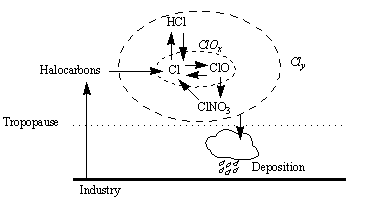 HCl
ClOx
Cly
Halocarbons
Cl
ClO
ClNO3
Tropopause
Deposition
Industry